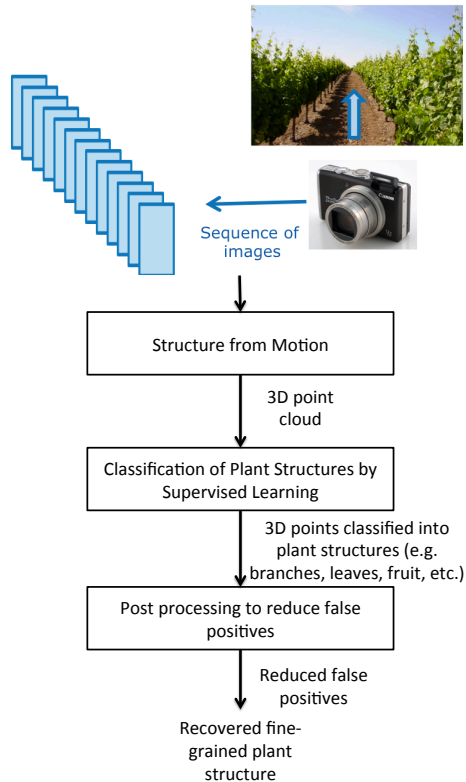 Canon
Sequence of
images
Structure from Motion
3D point
cloud
Classification of Plant Structures by
Supervised Learning
3D points classified into
plant structures (e.g.
branches, leaves, fruit, etc.)
Post processing to reduce false
positives
Reduced false
positives
Recovered fine-
grained plant
structure